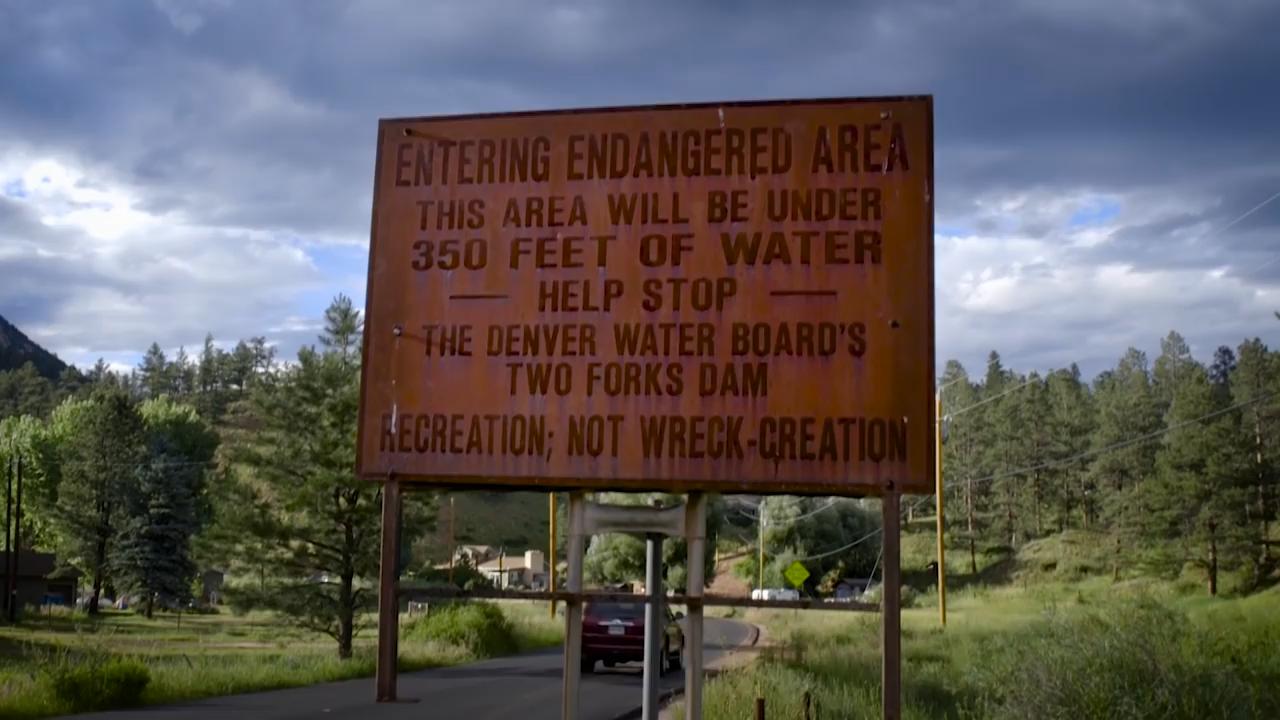 ENTERING ENDANGERED AREA
THIS AREA WILL BE UNDER
350 FEET OF WATER
— HELP STOP —
THE DENVER WATER BOARD'S
TWO FORKS DAM
RECREATION; NOT WRECK-CREATION